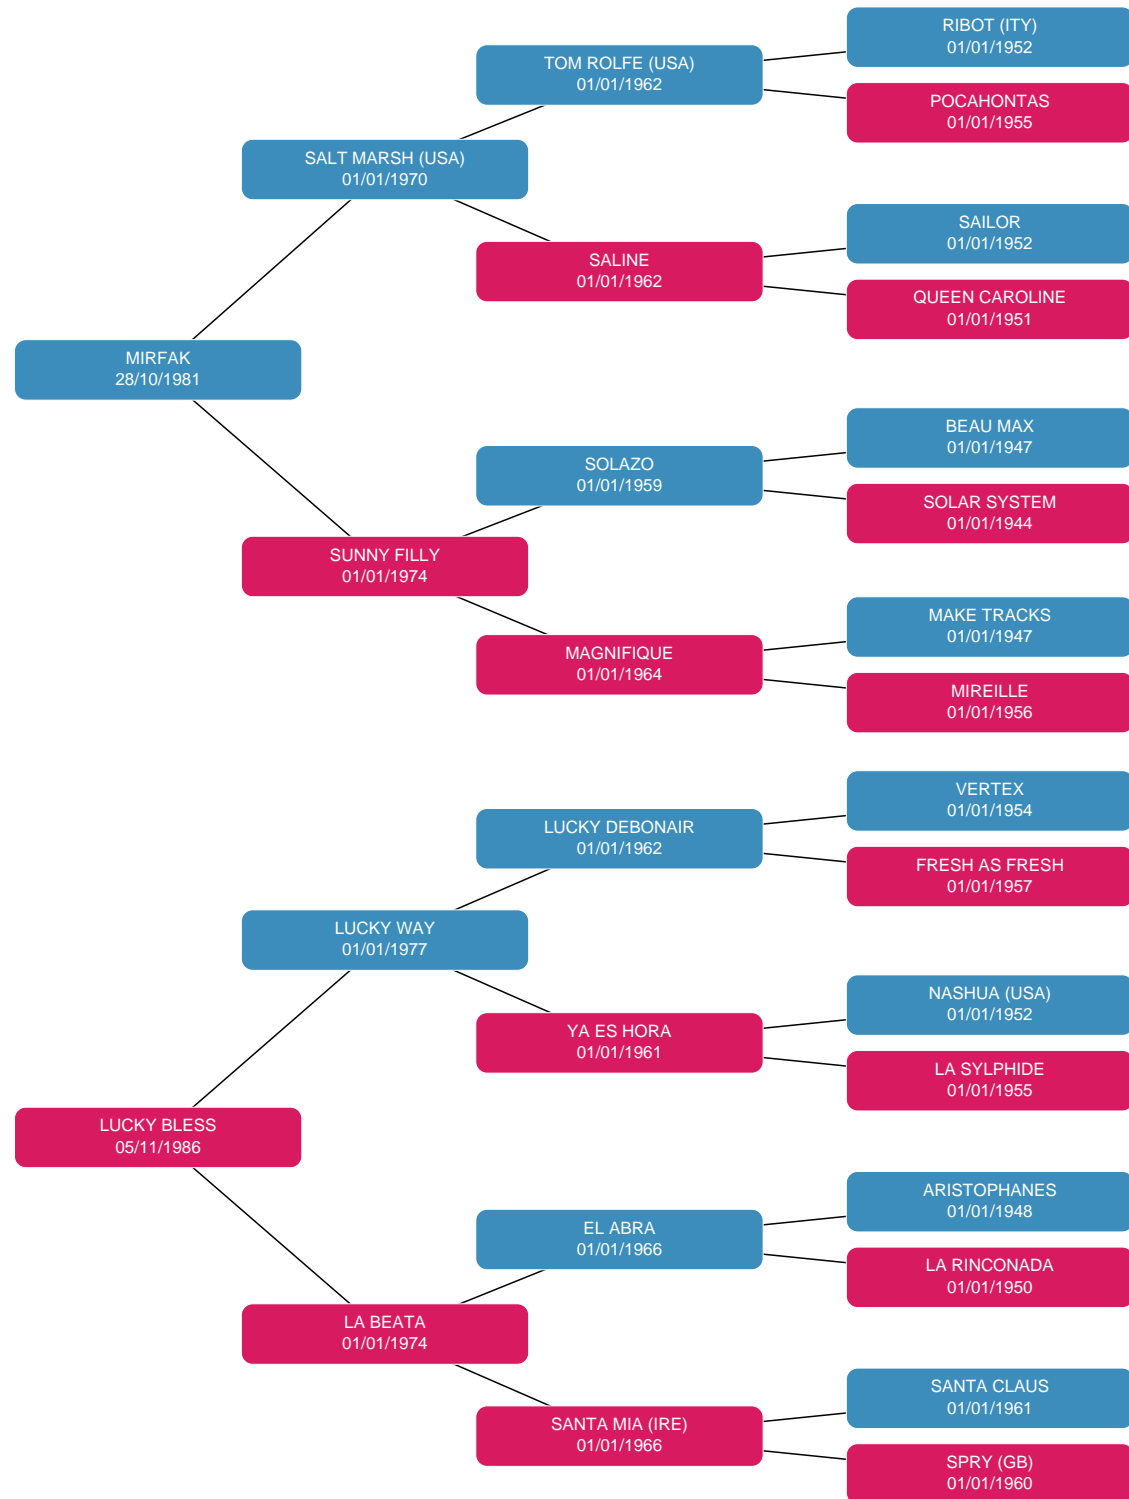 RIBOT (ITY)
01/01/1952
TOM ROLFE (USA)
01/01/1962
POCAHONTAS
01/01/1955
SALT MARSH (USA)
01/01/1970
SAILOR
01/01/1952
SALINE
01/01/1962
QUEEN CAROLINE
01/01/1951
MIRFAK
28/10/1981
BEAU MAX
01/01/1947
SOLAZO
01/01/1959
SOLAR SYSTEM
01/01/1944
SUNNY FILLY
01/01/1974
MAKE TRACKS
01/01/1947
MAGNIFIQUE
01/01/1964
MIREILLE
01/01/1956
VERTEX
01/01/1954
LUCKY DEBONAIR
01/01/1962
FRESH AS FRESH
01/01/1957
LUCKY WAY
01/01/1977
NASHUA (USA)
01/01/1952
YA ES HORA
01/01/1961
LA SYLPHIDE
01/01/1955
LUCKY BLESS
05/11/1986
ARISTOPHANES
01/01/1948
EL ABRA
01/01/1966
LA RINCONADA
01/01/1950
LA BEATA
01/01/1974
SANTA CLAUS
01/01/1961
SANTA MIA (IRE)
01/01/1966
SPRY (GB)
01/01/1960